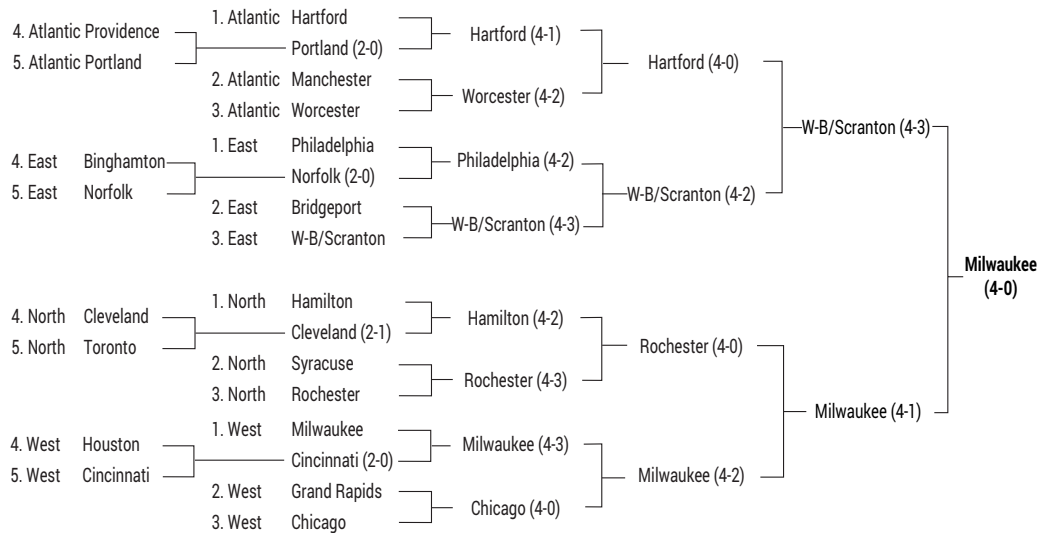 1. Atlantic Hartford
4. Atlantic Providence
Hartford (4-1)
5. Atlantic Portland
Portland (2-0)
Hartford (4-0)
2. Atlantic Manchester
Worcester (4-2)
3. Atlantic Worcester
W-B/Scranton (4-3)
1. East Philadelphia
4. East Binghamton
Philadelphia (4-2)
5. East Norfolk
Norfolk (2-0)
W-B/Scranton (4-2)
2. East Bridgeport
W-B/Scranton (4-3)
3. East W-B/Scranton
Milwaukee
(4-0)
1. North Hamilton
4. North Cleveland
Hamilton (4-2)
5. North Toronto
Cleveland (2-1)
Rochester (4-0)
2. North Syracuse
Rochester (4-3)
3. North Rochester
Milwaukee (4-1)
1. West Milwaukee
4. West Houston
Milwaukee (4-3)
5. West Cincinnati
Cincinnati (2-0)
Milwaukee (4-2)
2. West Grand Rapids
Chicago (4-0)
3. West Chicago